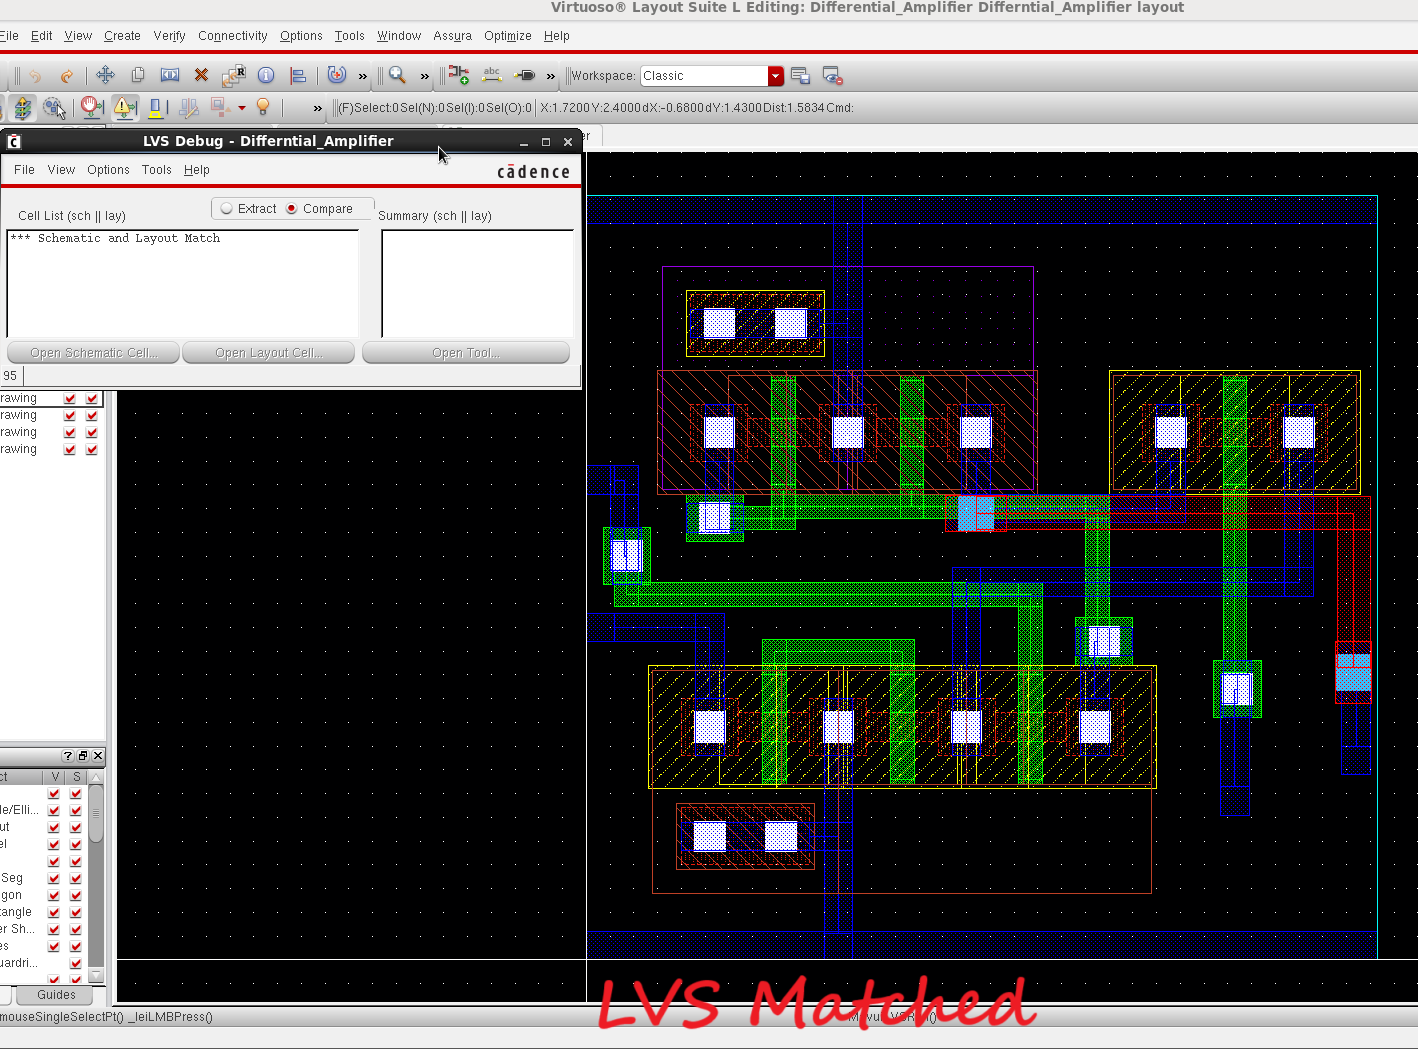 Virtuoso® Layout Suite L Editing: Differential_Amplifier Differntial_Amplifier layout
File Edit View Create Verify Connectivity Options Tools Window Assura Optimize Help
» » abc » Workspace: Classic
» (F)Select:0 Sel(N):0 Sel(I):0 Sel(O):0 X:1.7200 Y:2.4000 dX:-0.6800 dY:1.4300 Dist:1.5834 Cmd:
LVS Debug - Differntial_Amplifier
File View Options Tools Help
cādence
Extract Compare
Cell List (sch || lay) Summary (sch || lay)
*** Schematic and Layout Match
Open Schematic Cell... Open Layout Cell... Open Tool...
95
rawing
rawing
rawing
rawing
ct V S
le/Elli...
ut
el
Seg
gon
tangle
er Sh...
es
uardri...
Guides
LVS Matched
mouseSingleSelectPt() _leiLMBPress()